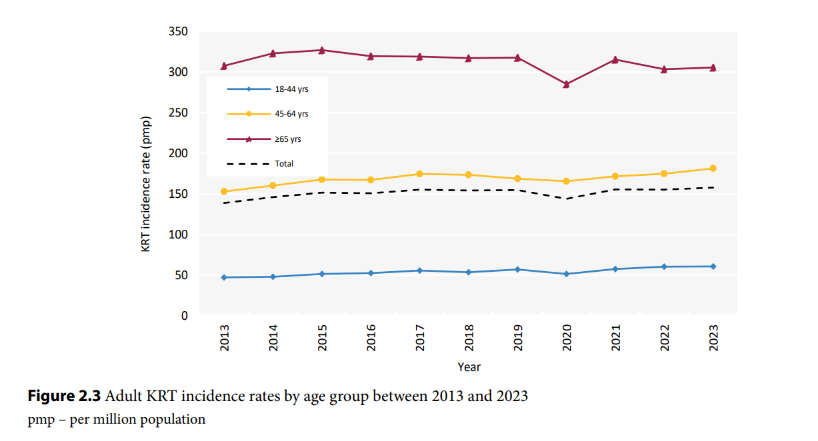 350
300
250
200
150
100
50
0
KRT incidence rate (pmp)
18-44 yrs
45-64 yrs
≥65 yrs
Total
2013 2014 2015 2016 2017 2018 2019 2020 2021 2022 2023
Year
Figure 2.3 Adult KRT incidence rates by age group between 2013 and 2023
pmp – per million population